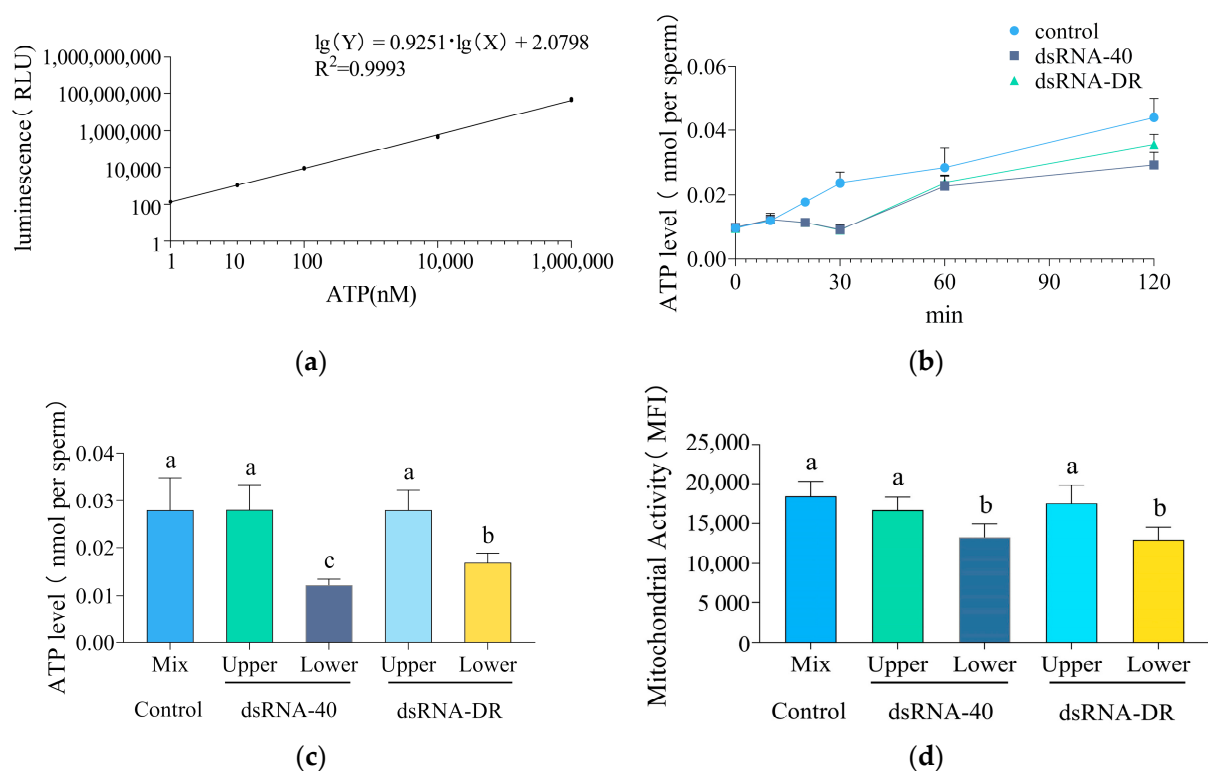 lg(Y) = 0.9251·lg(X) + 2.0798
R²=0.9993
luminescence( RLU)
1,000,000,000
100,000,000
1,000,000
10,000
100
1
1 10 100 10,000 1,000,000
ATP(nM)
(a)
control
dsRNA-40
dsRNA-DR
ATP level( nmol per sperm)
0.06
0.04
0.02
0.00
0 30 60 90 120
min
(b)
ATP level( nmol per sperm)
0.04
0.03
0.02
0.01
0.00
a a c a b
Mix Upper Lower Upper Lower
Control dsRNA-40 dsRNA-DR
(c)
Mitochondrial Activity( MFI)
25,000
20,000
15,000
10,000
5 000
0
a a b a b
Mix Upper Lower Upper Lower
Control dsRNA-40 dsRNA-DR
(d)